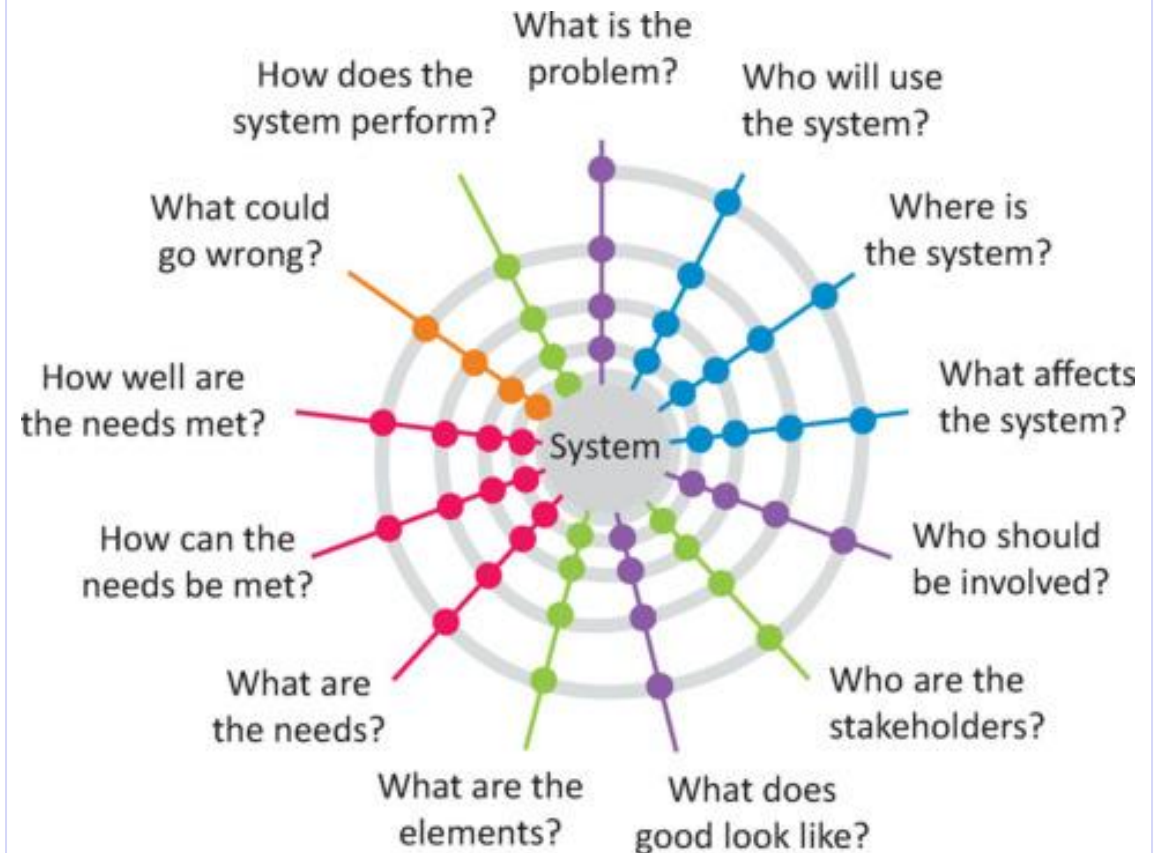 What is the
problem?
Who will use
the system?
Where is
the system?
What affects
the system?
Who should
be involved?
Who are the
stakeholders?
What does
good look like?
What are the
elements?
What are
the needs?
How can the
needs be met?
How well are
the needs met?
What could
go wrong?
How does the
system perform?
System